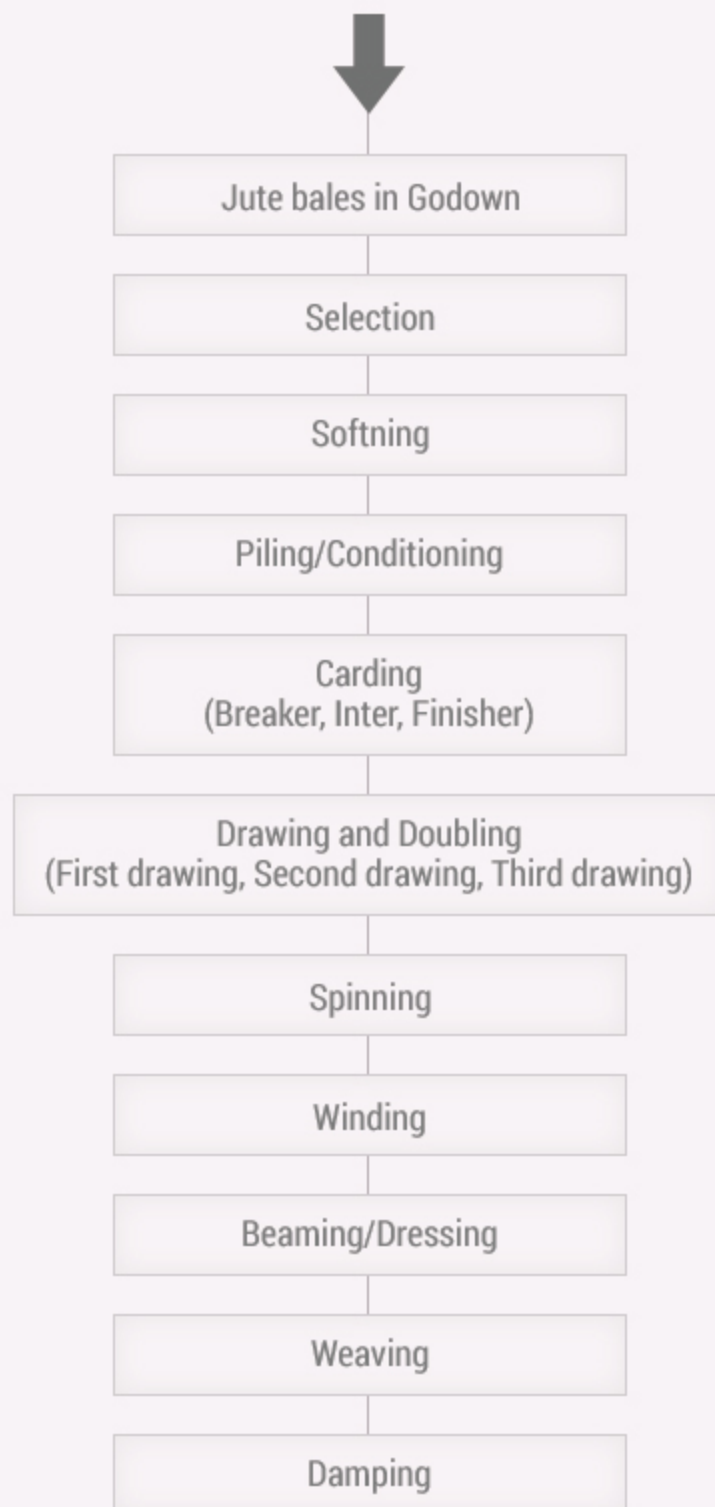 Jute bales in Godown
Selection
Softning
Piling/Conditioning
Carding
(Breaker, Inter, Finisher)
Drawing and Doubling
(First drawing, Second drawing, Third drawing)
Spinning
Winding
Beaming/Dressing
Weaving
Damping